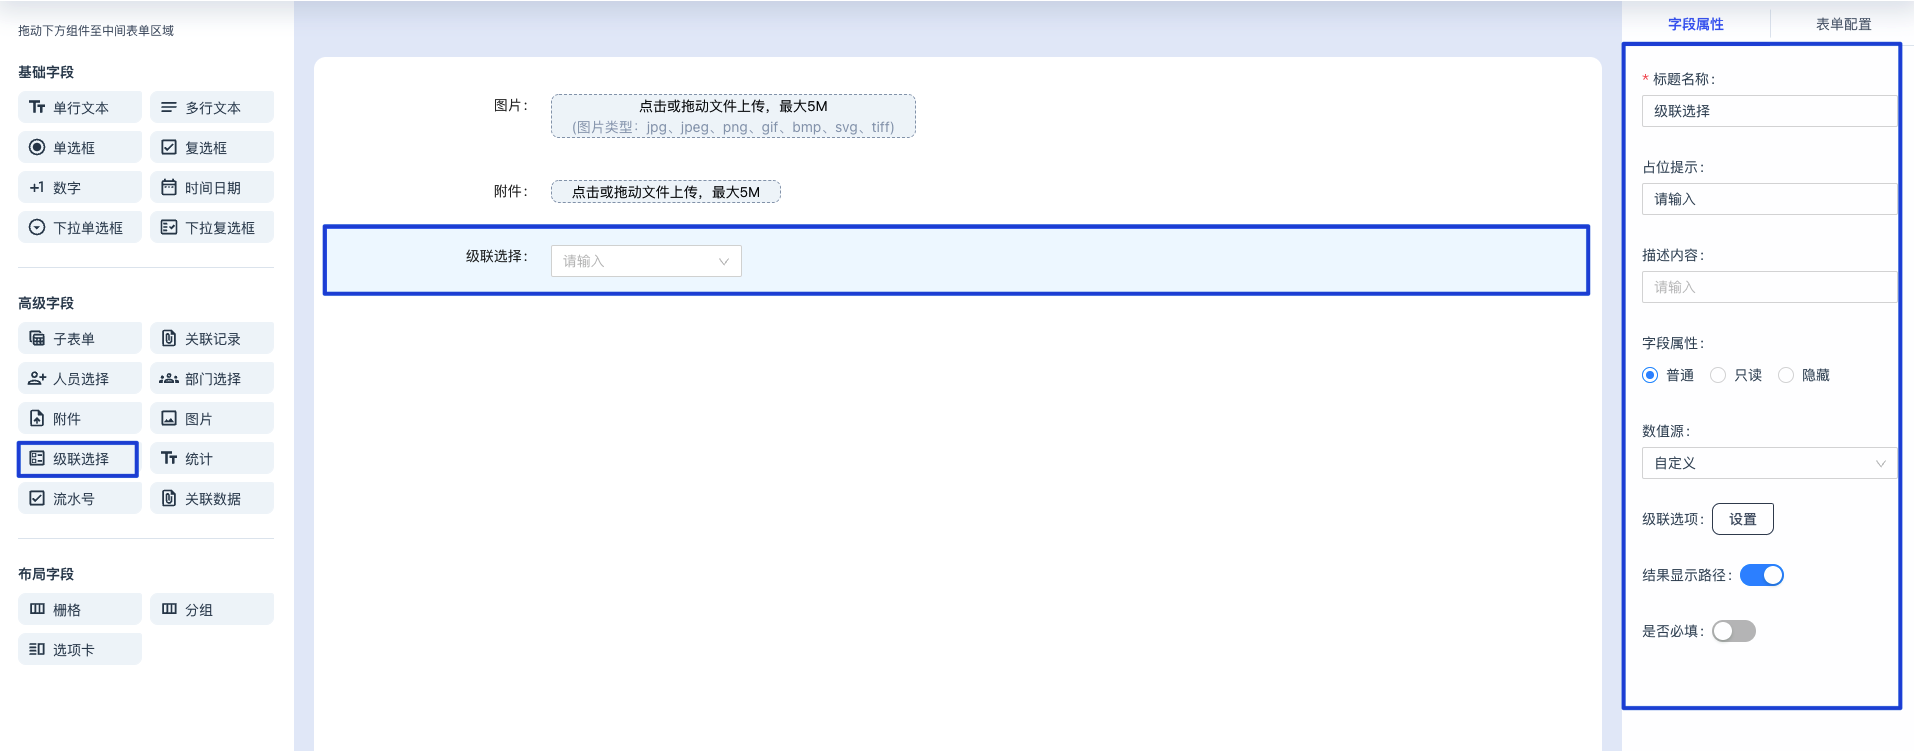 拖动下方组件至中间表单区域
基础字段
单行文本
多行文本
单选框
复选框
+1 数字
时间日期
下拉单选框
下拉复选框
高级字段
子表单
关联记录
人员选择
部门选择
附件
图片
级联选择
统计
流水号
关联数据
布局字段
栅格
分组
选项卡
图片：
点击或拖动文件上传，最大5M
(图片类型：jpg、jpeg、png、gif、bmp、svg、tiff)
附件：
点击或拖动文件上传，最大5M
级联选择：
请输入
字段属性
表单配置
* 标题名称：
级联选择
占位提示：
请输入
描述内容：
请输入
字段属性：
普通 只读 隐藏
数值源：
自定义
级联选项： 设置
结果显示路径：
是否必填：